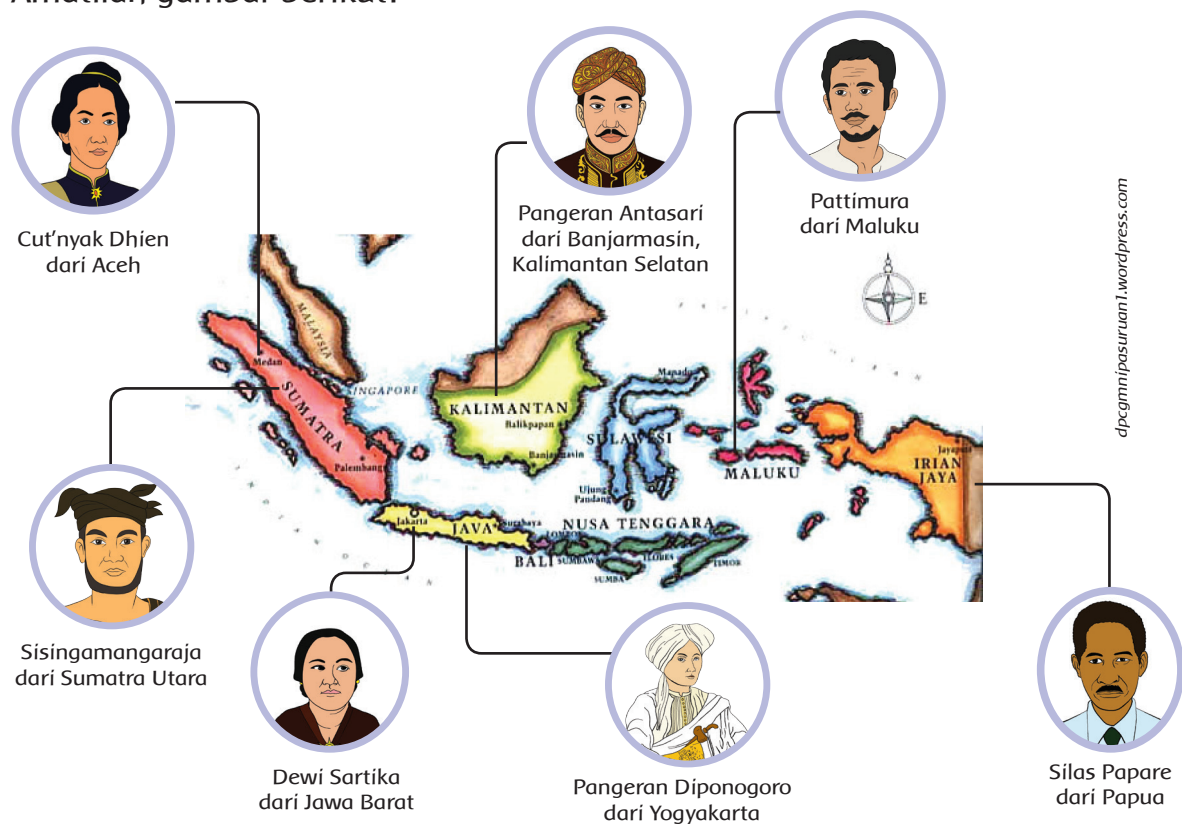 Cut'nyak Dhien
dari Aceh
Pangeran Antasari
dari Banjarmasin,
Kalimantan Selatan
Pattimura
dari Maluku
dpcgmnipasuruan1.wordpress.com
E
MALAYSIA
Medan
SINGAPORE
SUMATRA
Palembang
KALIMANTAN
Balikpapan
Banjarmasin
Manado
SULAWESI
Ujung
Pandang
MALUKU
Jayapura
IRIAN
JAYA
Jakarta
JAVA
Surabaya
NUSA TENGGARA
BALI
LOMBOK
SUMBAWA
FLORES
SUMBA
TIMOR
Sisingamangaraja
dari Sumatra Utara
Dewi Sartika
dari Jawa Barat
Pangeran Diponogoro
dari Yogyakarta
Silas Papare
dari Papua